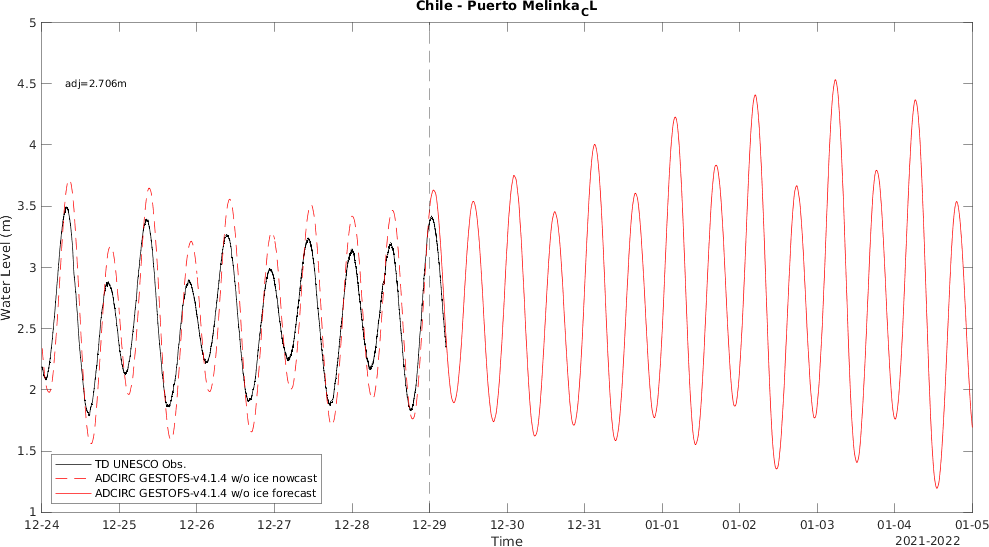 Chile - Puerto Melinka_CL
5
4.5
adj=2.706m
4
3.5
3
Water Level (m)
2.5
2
1.5
TD UNESCO Obs.
ADCIRC GESTOFS-v4.1.4 w/o ice nowcast
ADCIRC GESTOFS-v4.1.4 w/o ice forecast
1
12-24 12-25 12-26 12-27 12-28 12-29 12-30 12-31 01-01 01-02 01-03 01-04 01-05
Time
2021-2022